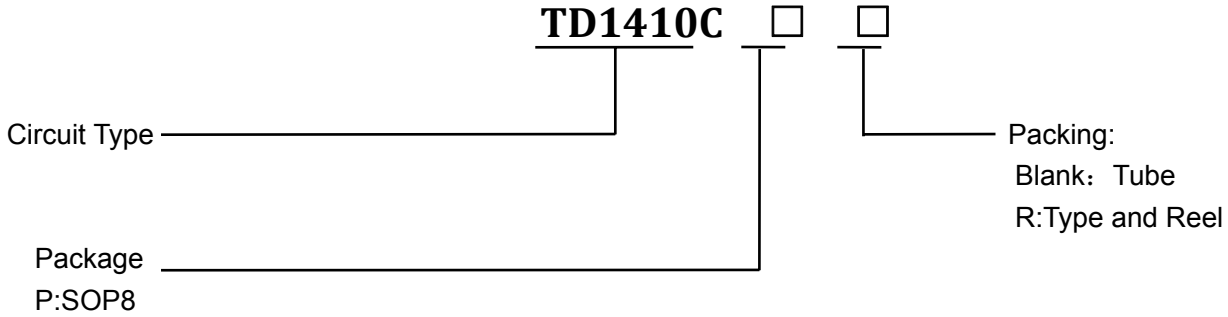 TD1410C □ □
Circuit Type
Packing:
Blank：Tube
R:Type and Reel
Package
P:SOP8